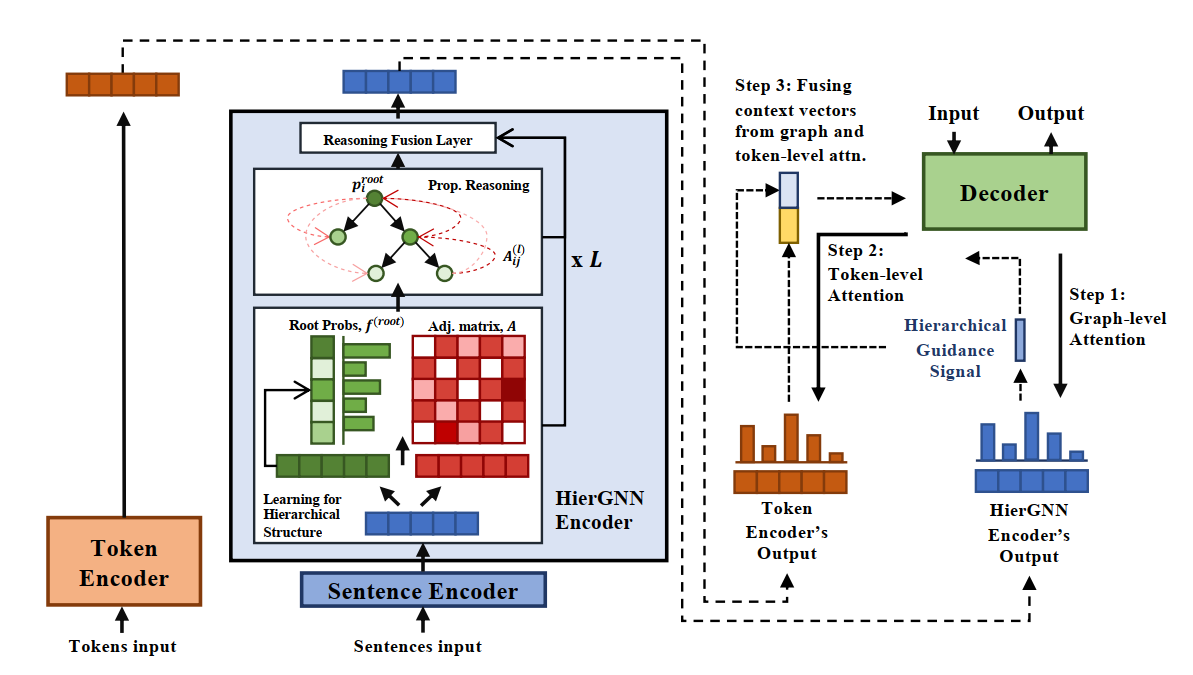 Step 3: Fusing
context vectors
from graph and
token-level attn.
Input
Output
Decoder
Reasoning Fusion Layer
p_i^{root}
Prop. Reasoning
A_{ij}^{(l)}
x L
Step 2:
Token-level
Attention
Step 1:
Graph-level
Attention
Hierarchical
Guidance
Signal
Root Probs, f^{(root)}
Adj. matrix, A
Learning for
Hierarchical
Structure
HierGNN
Encoder
Token
Encoder
Sentence Encoder
Tokens input
Sentences input
Token
Encoder's
Output
HierGNN
Encoder's
Output